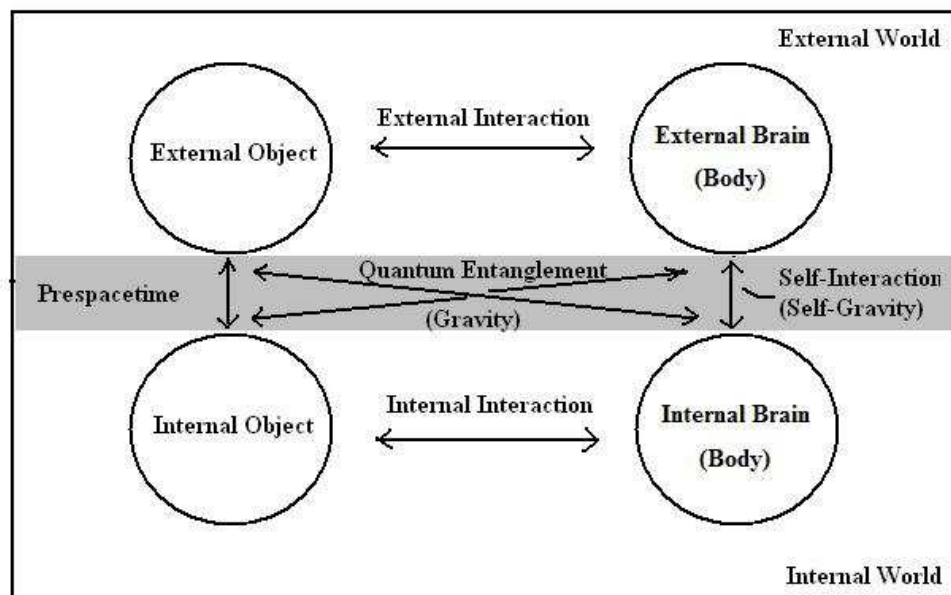 External World
External Interaction
External Object
External Brain
(Body)
Quantum Entanglement
Prespacetime
Self-Interaction
(Self-Gravity)
(Gravity)
Internal Interaction
Internal Object
Internal Brain
(Body)
Internal World